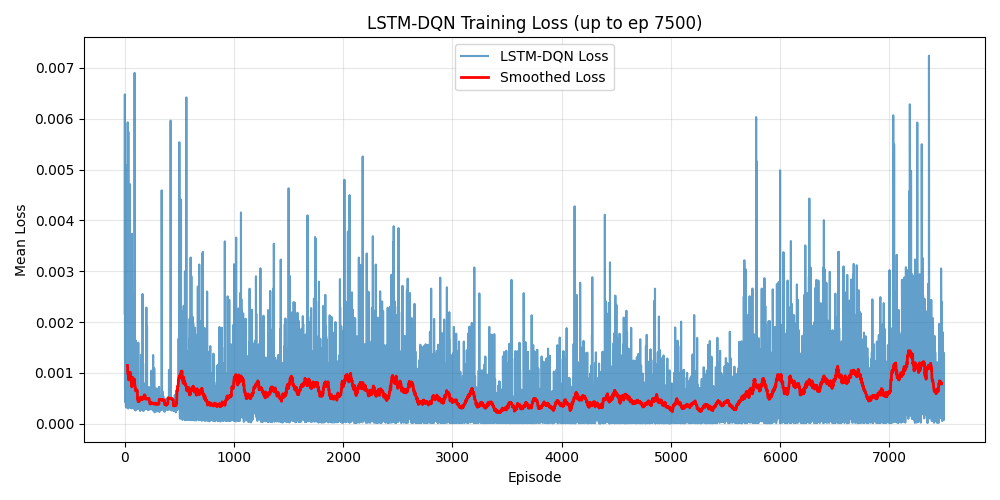 LSTM-DQN Training Loss (up to ep 7500)
LSTM-DQN Loss
Smoothed Loss
Mean Loss
0.007
0.006
0.005
0.004
0.003
0.002
0.001
0.000
0 1000 2000 3000 4000 5000 6000 7000
Episode